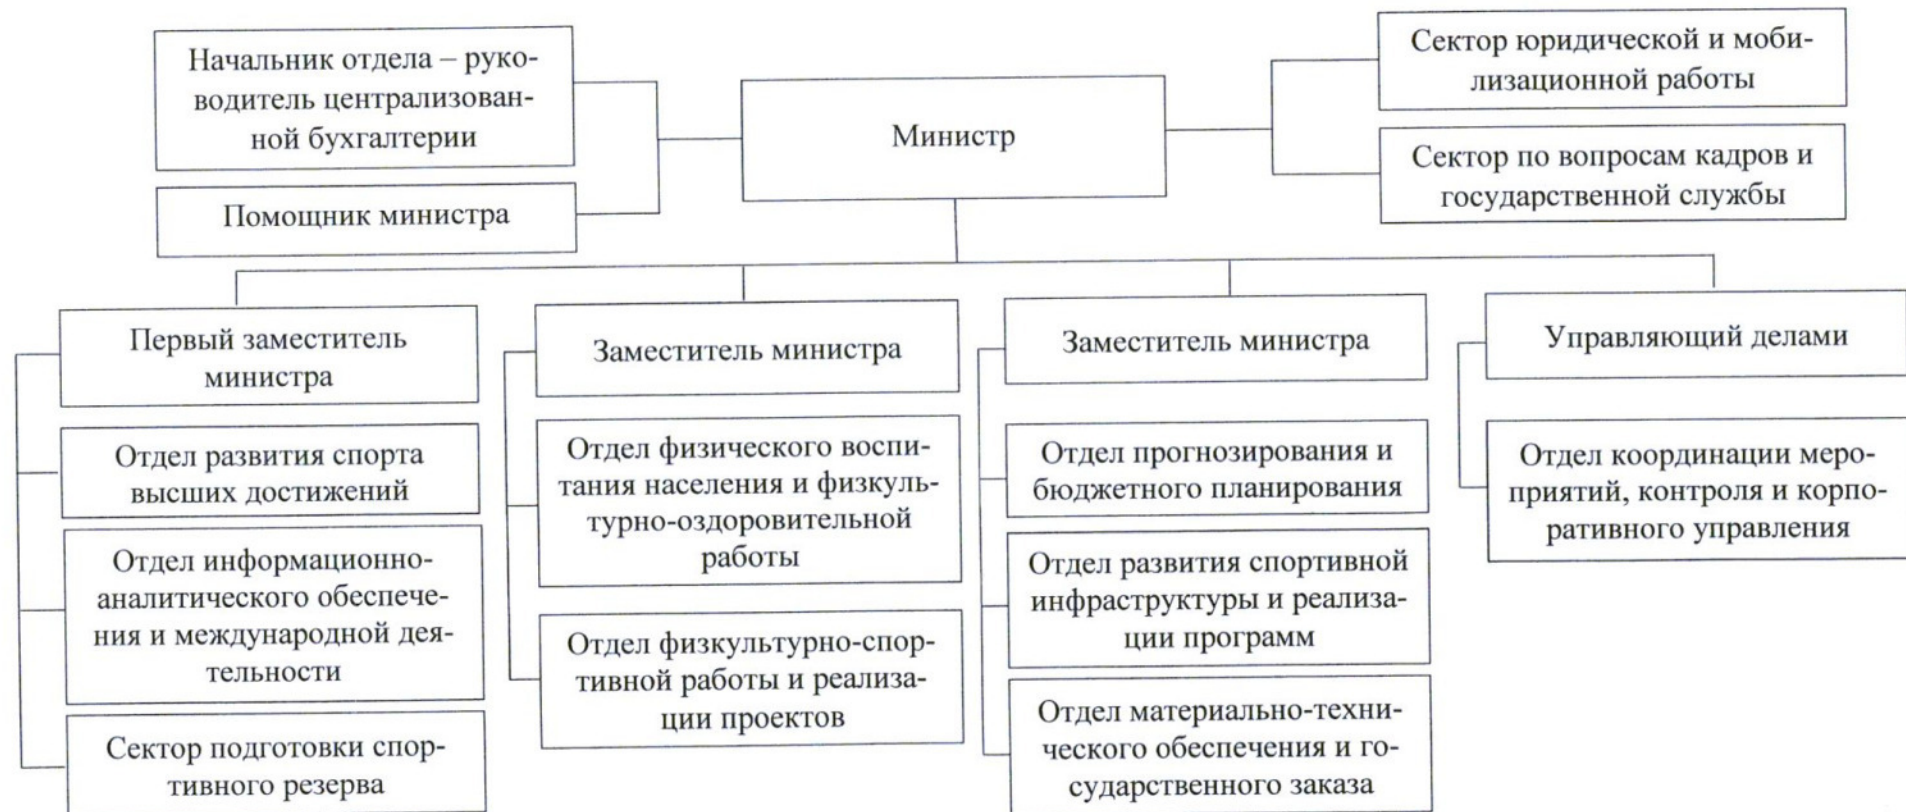 Начальник отдела – руко-
водитель централизован-
ной бухгалтерии
Помощник министра
Министр
Сектор юридической и моби-
лизационной работы
Сектор по вопросам кадров и
государственной службы
Первый заместитель
министра
Отдел развития спорта
высших достижений
Отдел информационно-
аналитического обеспече-
ния и международной дея-
тельности
Сектор подготовки спор-
тивного резерва
Заместитель министра
Отдел физического воспи-
тания населения и физкуль-
турно-оздоровительной
работы
Отдел физкультурно-спор-
тивной работы и реализа-
ции проектов
Заместитель министра
Отдел прогнозирования и
бюджетного планирования
Отдел развития спортивной
инфраструктуры и реализа-
ции программ
Отдел материально-техни-
ческого обеспечения и го-
сударственного заказа
Управляющий делами
Отдел координации меро-
приятий, контроля и корпо-
ративного управления